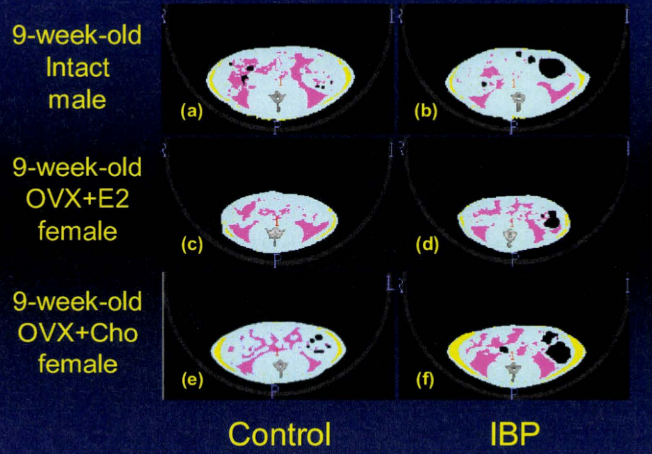 9-week-old
Intact
male
(a)
(b)
9-week-old
OVX+E2
female
(c)
(d)
9-week-old
OVX+Cho
female
(e)
(f)
Control
IBP